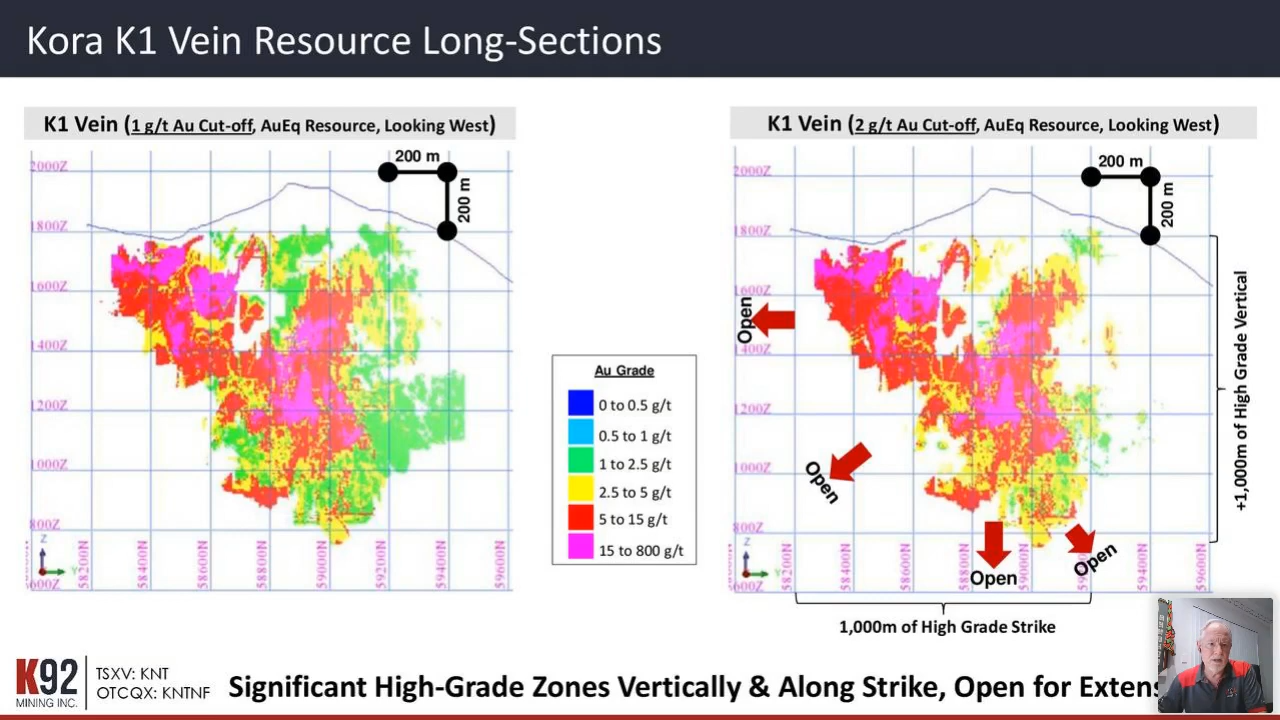 Kora K1 Vein Resource Long-Sections
K1 Vein (1 g/t Au Cut-off, AuEq Resource, Looking West)
2000Z
1800Z
1600Z
1400Z
1200Z
1000Z
800Z
600Z
200 m
200 m
Z
Y
58200N
58400N
58600N
58800N
59000N
59200N
59400N
59600N
Au Grade
0 to 0.5 g/t
0.5 to 1 g/t
1 to 2.5 g/t
2.5 to 5 g/t
5 to 15 g/t
15 to 800 g/t
K1 Vein (2 g/t Au Cut-off, AuEq Resource, Looking West)
2000Z
1800Z
1600Z
1400Z
1200Z
1000Z
800Z
600Z
200 m
200 m
Open
Open
Open
Open
Z
58200N
58400N
58600N
58800N
59000N
59400N
59600N
+1,000m of High Grade Vertical
1,000m of High Grade Strike
K92
MINING INC.
TSXV: KNT
OTCQX: KNTNF
Significant High-Grade Zones Vertically & Along Strike, Open for Extens